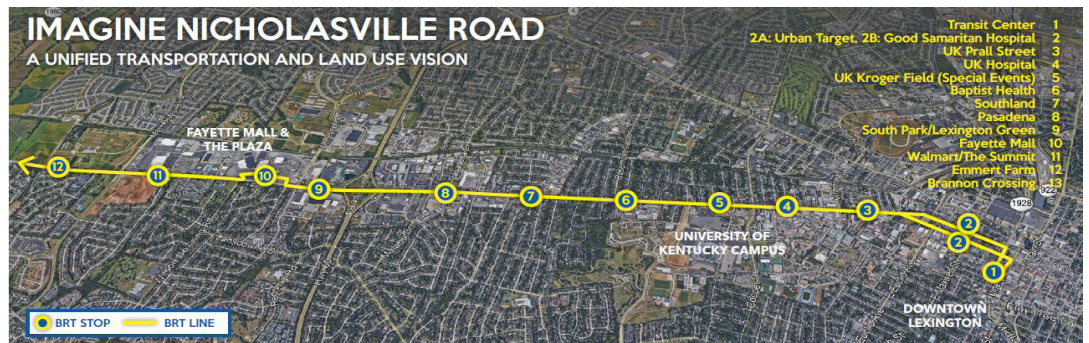 IMAGINE NICHOLASVILLE ROAD
A UNIFIED TRANSPORTATION AND LAND USE VISION
Transit Center 1
2A: Urban Target, 2B: Good Samaritan Hospital 2
UK Prall Street 3
UK Hospital 4
UK Kroger Field (Special Events) 5
Baptist Health 6
Southland 7
Pasadena 8
South Park/Lexington Green 9
Fayette Mall 10
Walmart/The Summit 11
Emmert Farm 12
Brannon Crossing 13
1980
922
1928
FAYETTE MALL &
THE PLAZA
12
11
10
9
8
7
6
5
4
3
2
2
1
UNIVERSITY OF
KENTUCKY CAMPUS
DOWNTOWN
LEXINGTON
BRT STOP BRT LINE